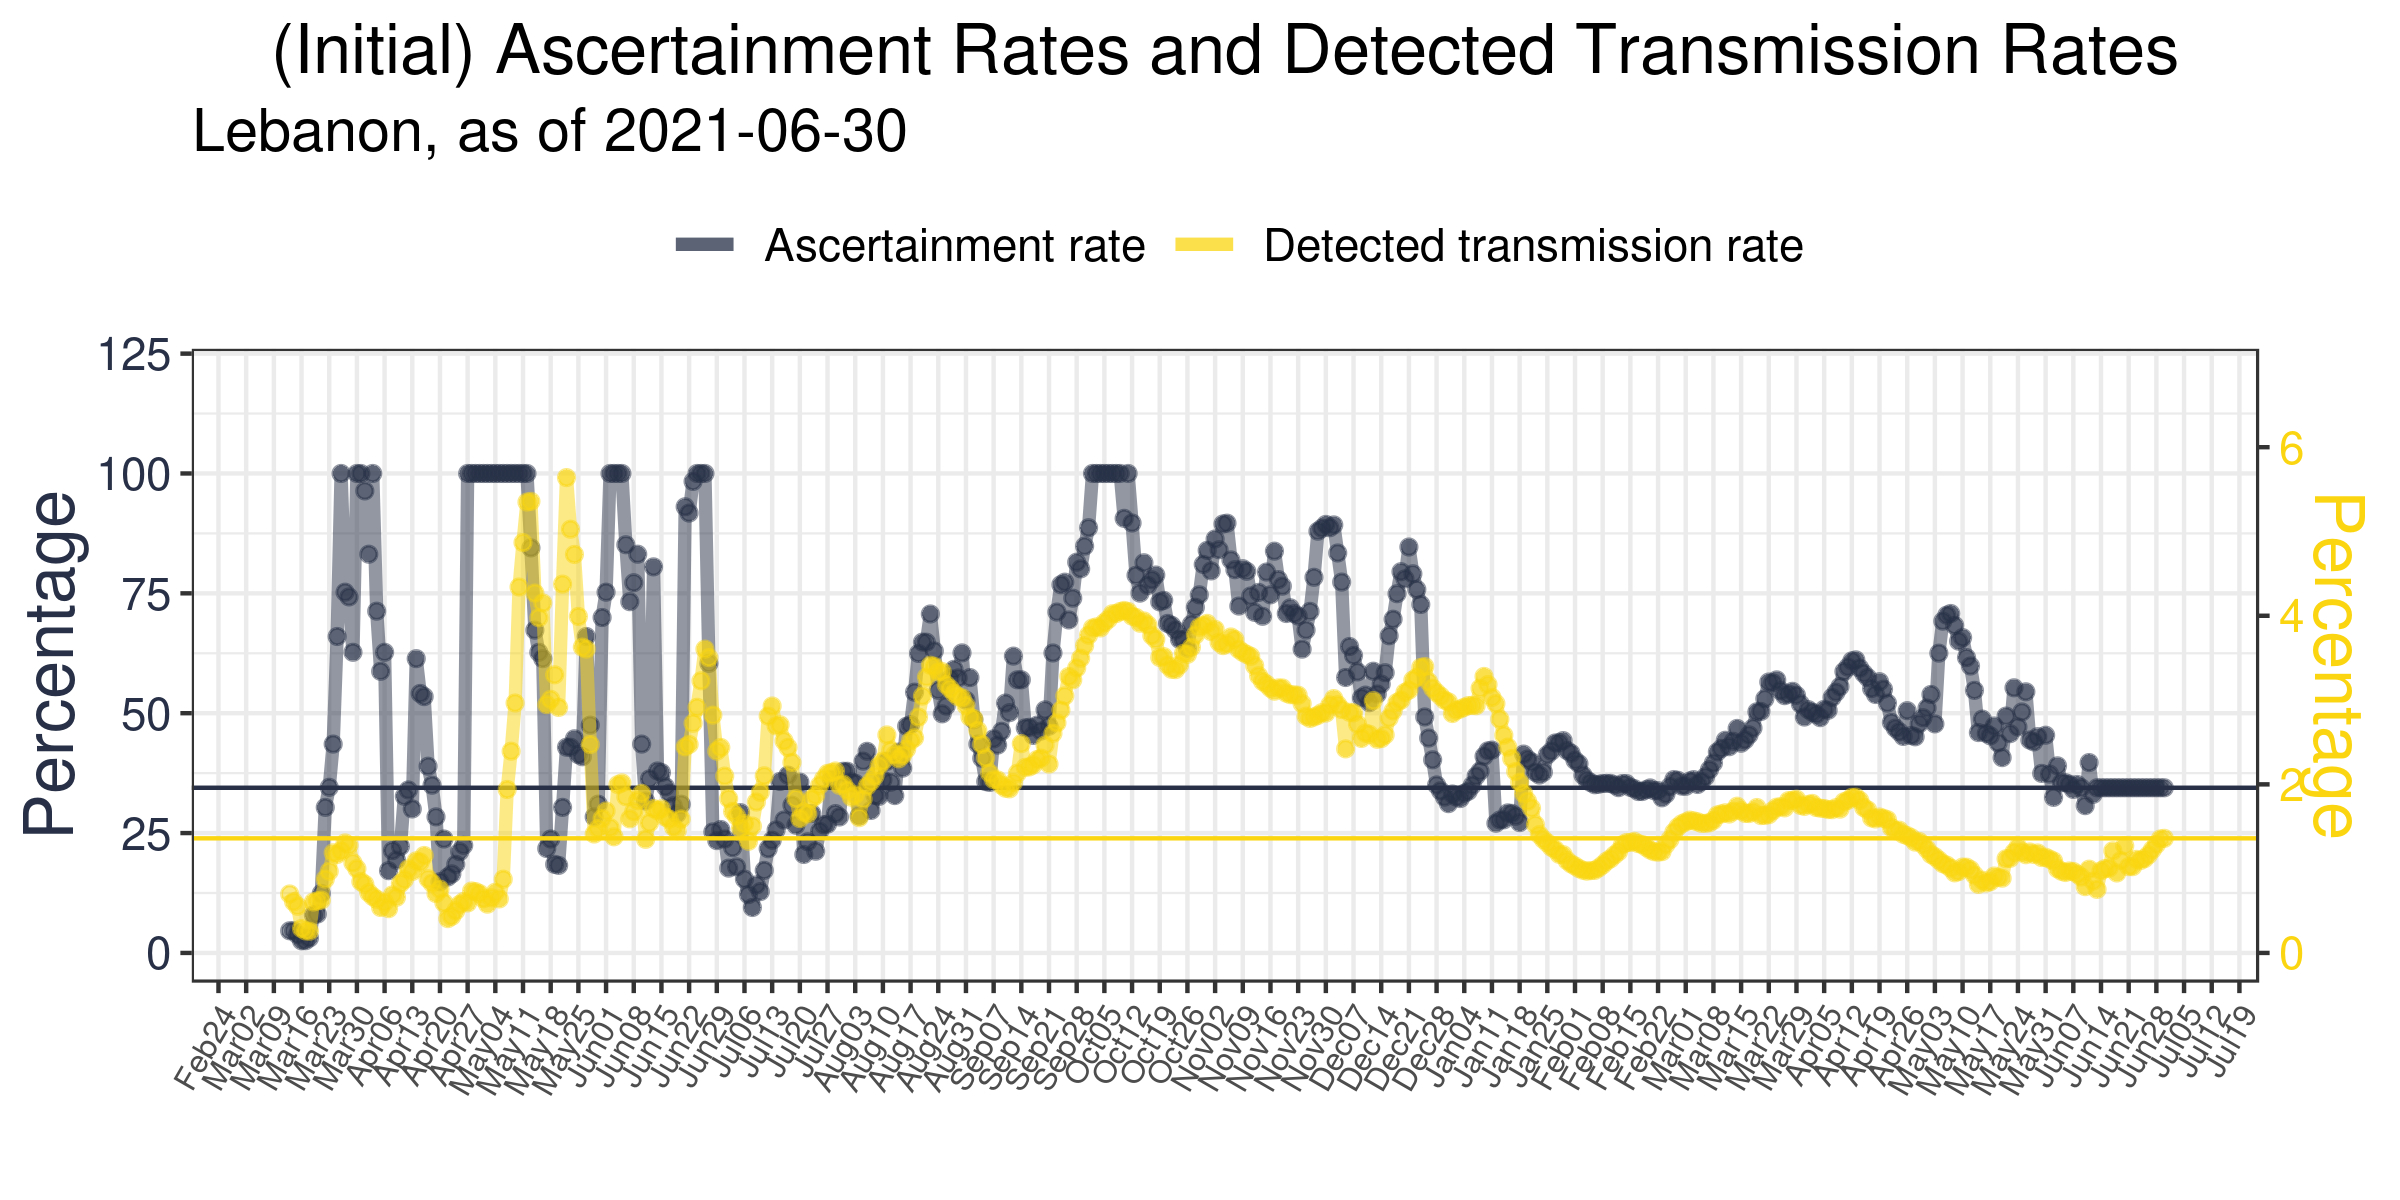 (Initial) Ascertainment Rates and Detected Transmission Rates
Lebanon, as of 2021-06-30
Ascertainment rate Detected transmission rate
125
100
75
50
25
0
Percentage
6
4
2
0
Percentage
Feb24 Mar02 Mar09 Mar16 Mar23 Mar30 Apr06 Apr13 Apr20 Apr27 May04 May11 May18 May25 Jun01 Jun08 Jun15 Jun22 Jun29 Jul06 Jul13 Jul20 Jul27 Aug03 Aug10 Aug17 Aug24 Aug31 Sep07 Sep14 Sep21 Sep28 Oct05 Oct12 Oct19 Oct26 Nov02 Nov09 Nov16 Nov23 Nov30 Dec07 Dec14 Dec21 Dec28 Jan04 Jan11 Jan18 Jan25 Feb01 Feb08 Feb15 Feb22 Mar01 Mar08 Mar15 Mar22 Mar29 Apr05 Apr12 Apr19 Apr26 May03 May10 May17 May24 May31 Jun07 Jun14 Jun21 Jun28 Jul05 Jul12 Jul19